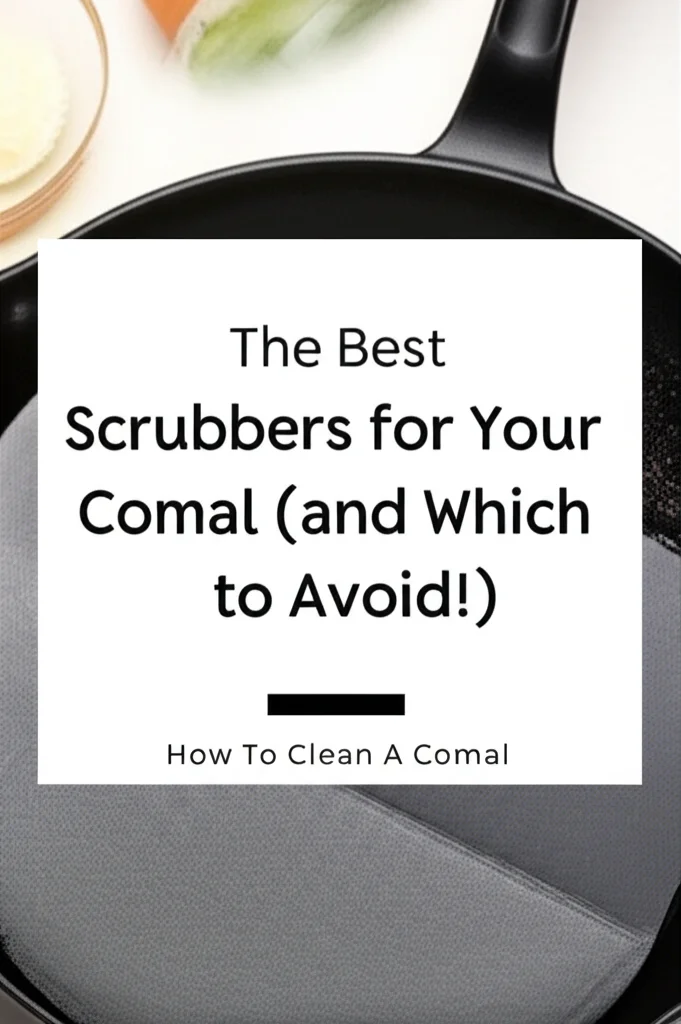 The Best
Scrubbers for Your
Comal (and Which
to Avoid!)
How To Clean A Comal